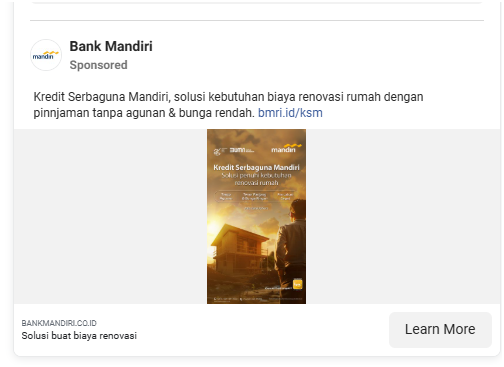 Bank Mandiri
Sponsored
mandiri
Kredit Serbaguna Mandiri, solusi kebutuhan biaya renovasi rumah dengan
pinnjaman tanpa agunan & bunga rendah. bmri.id/ksm
mandiri
Kredit Serbaguna Mandiri
Solusi penuhi kebutuhan
renovasi rumah
BANKMANDIRI.CO.ID
Solusi buat biaya renovasi
Learn More